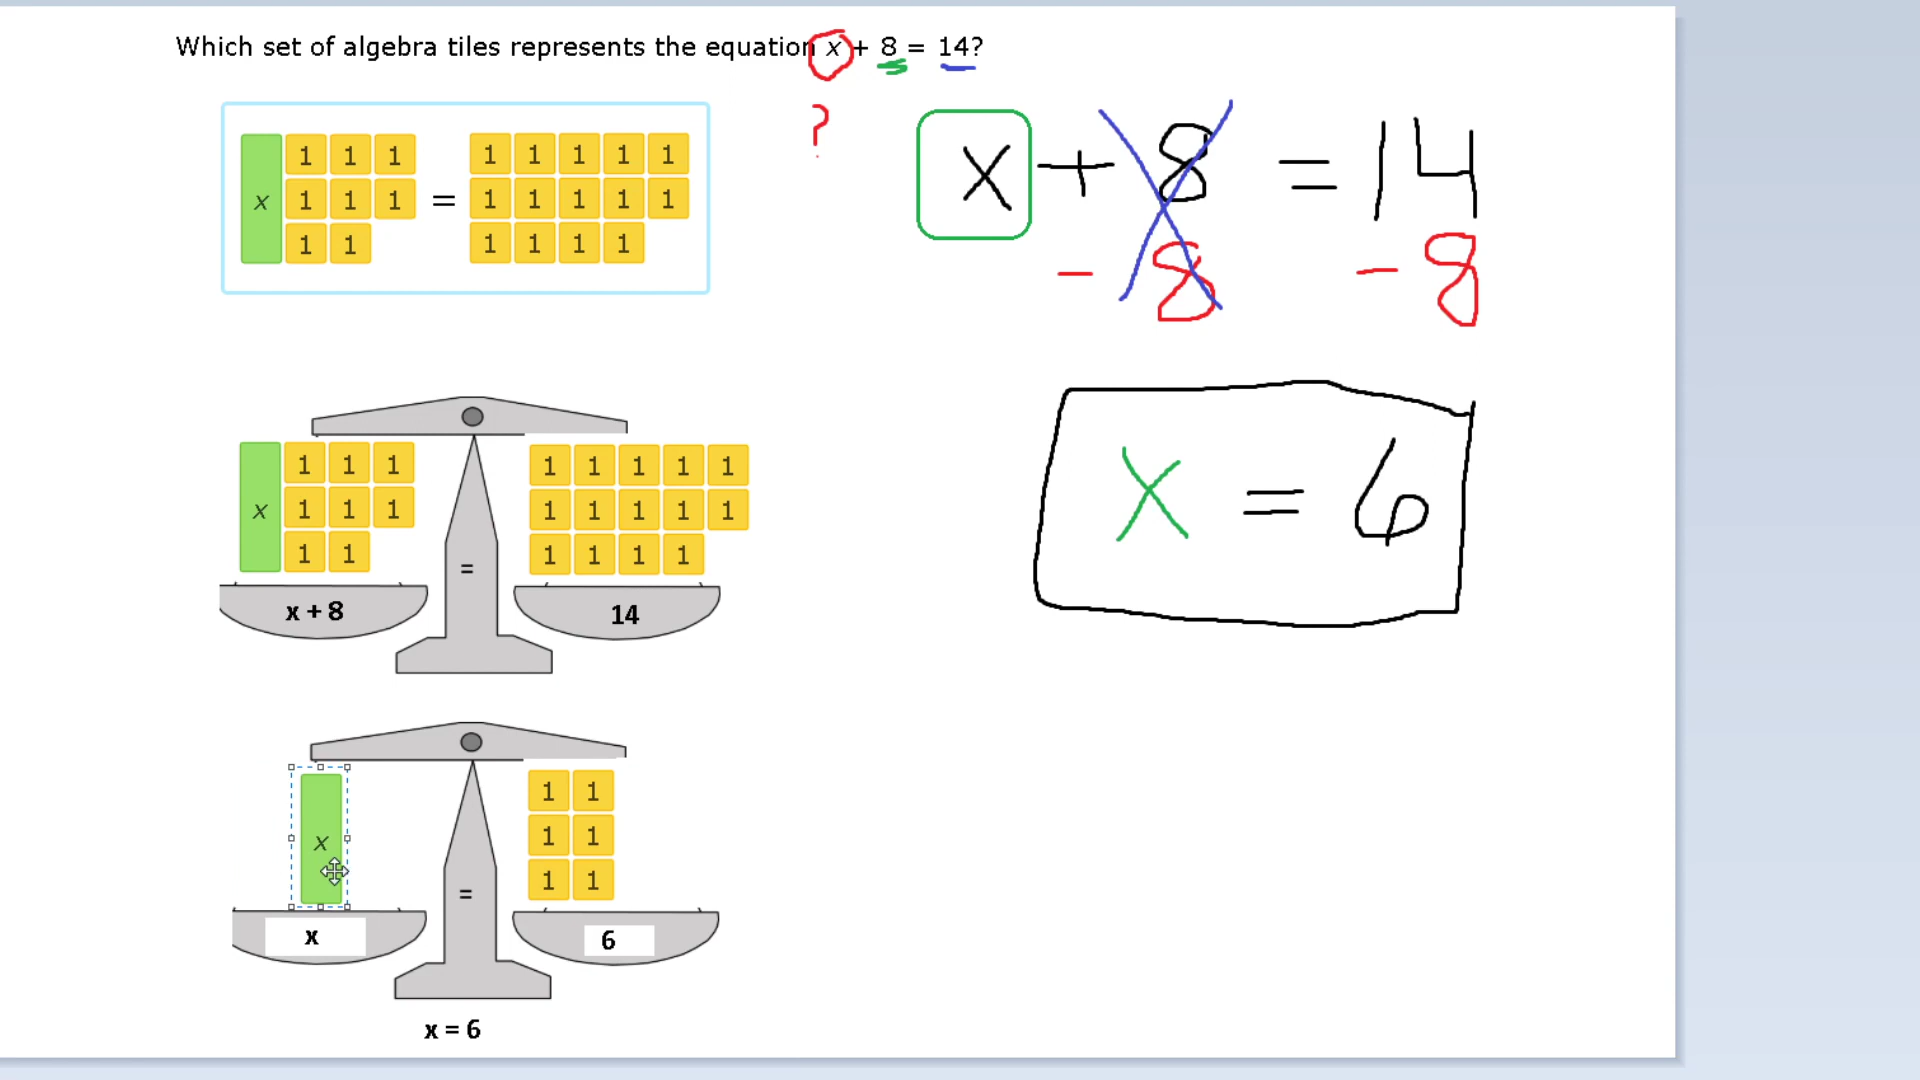 Which set of algebra tiles represents the equation x + 8 = 14?
?
1 1 1 1 1 1 1 1
x 1 1 1 = 1 1 1 1 1
1 1 1 1 1 1
x + 8 = 14
- 8 - 8
1 1 1 1 1 1 1 1
x 1 1 1 1 1 1 1 1
1 1 1 1 1 1
=
x + 8 14
x = 6
1 1
x 1 1
1 1
=
x 6
x = 6